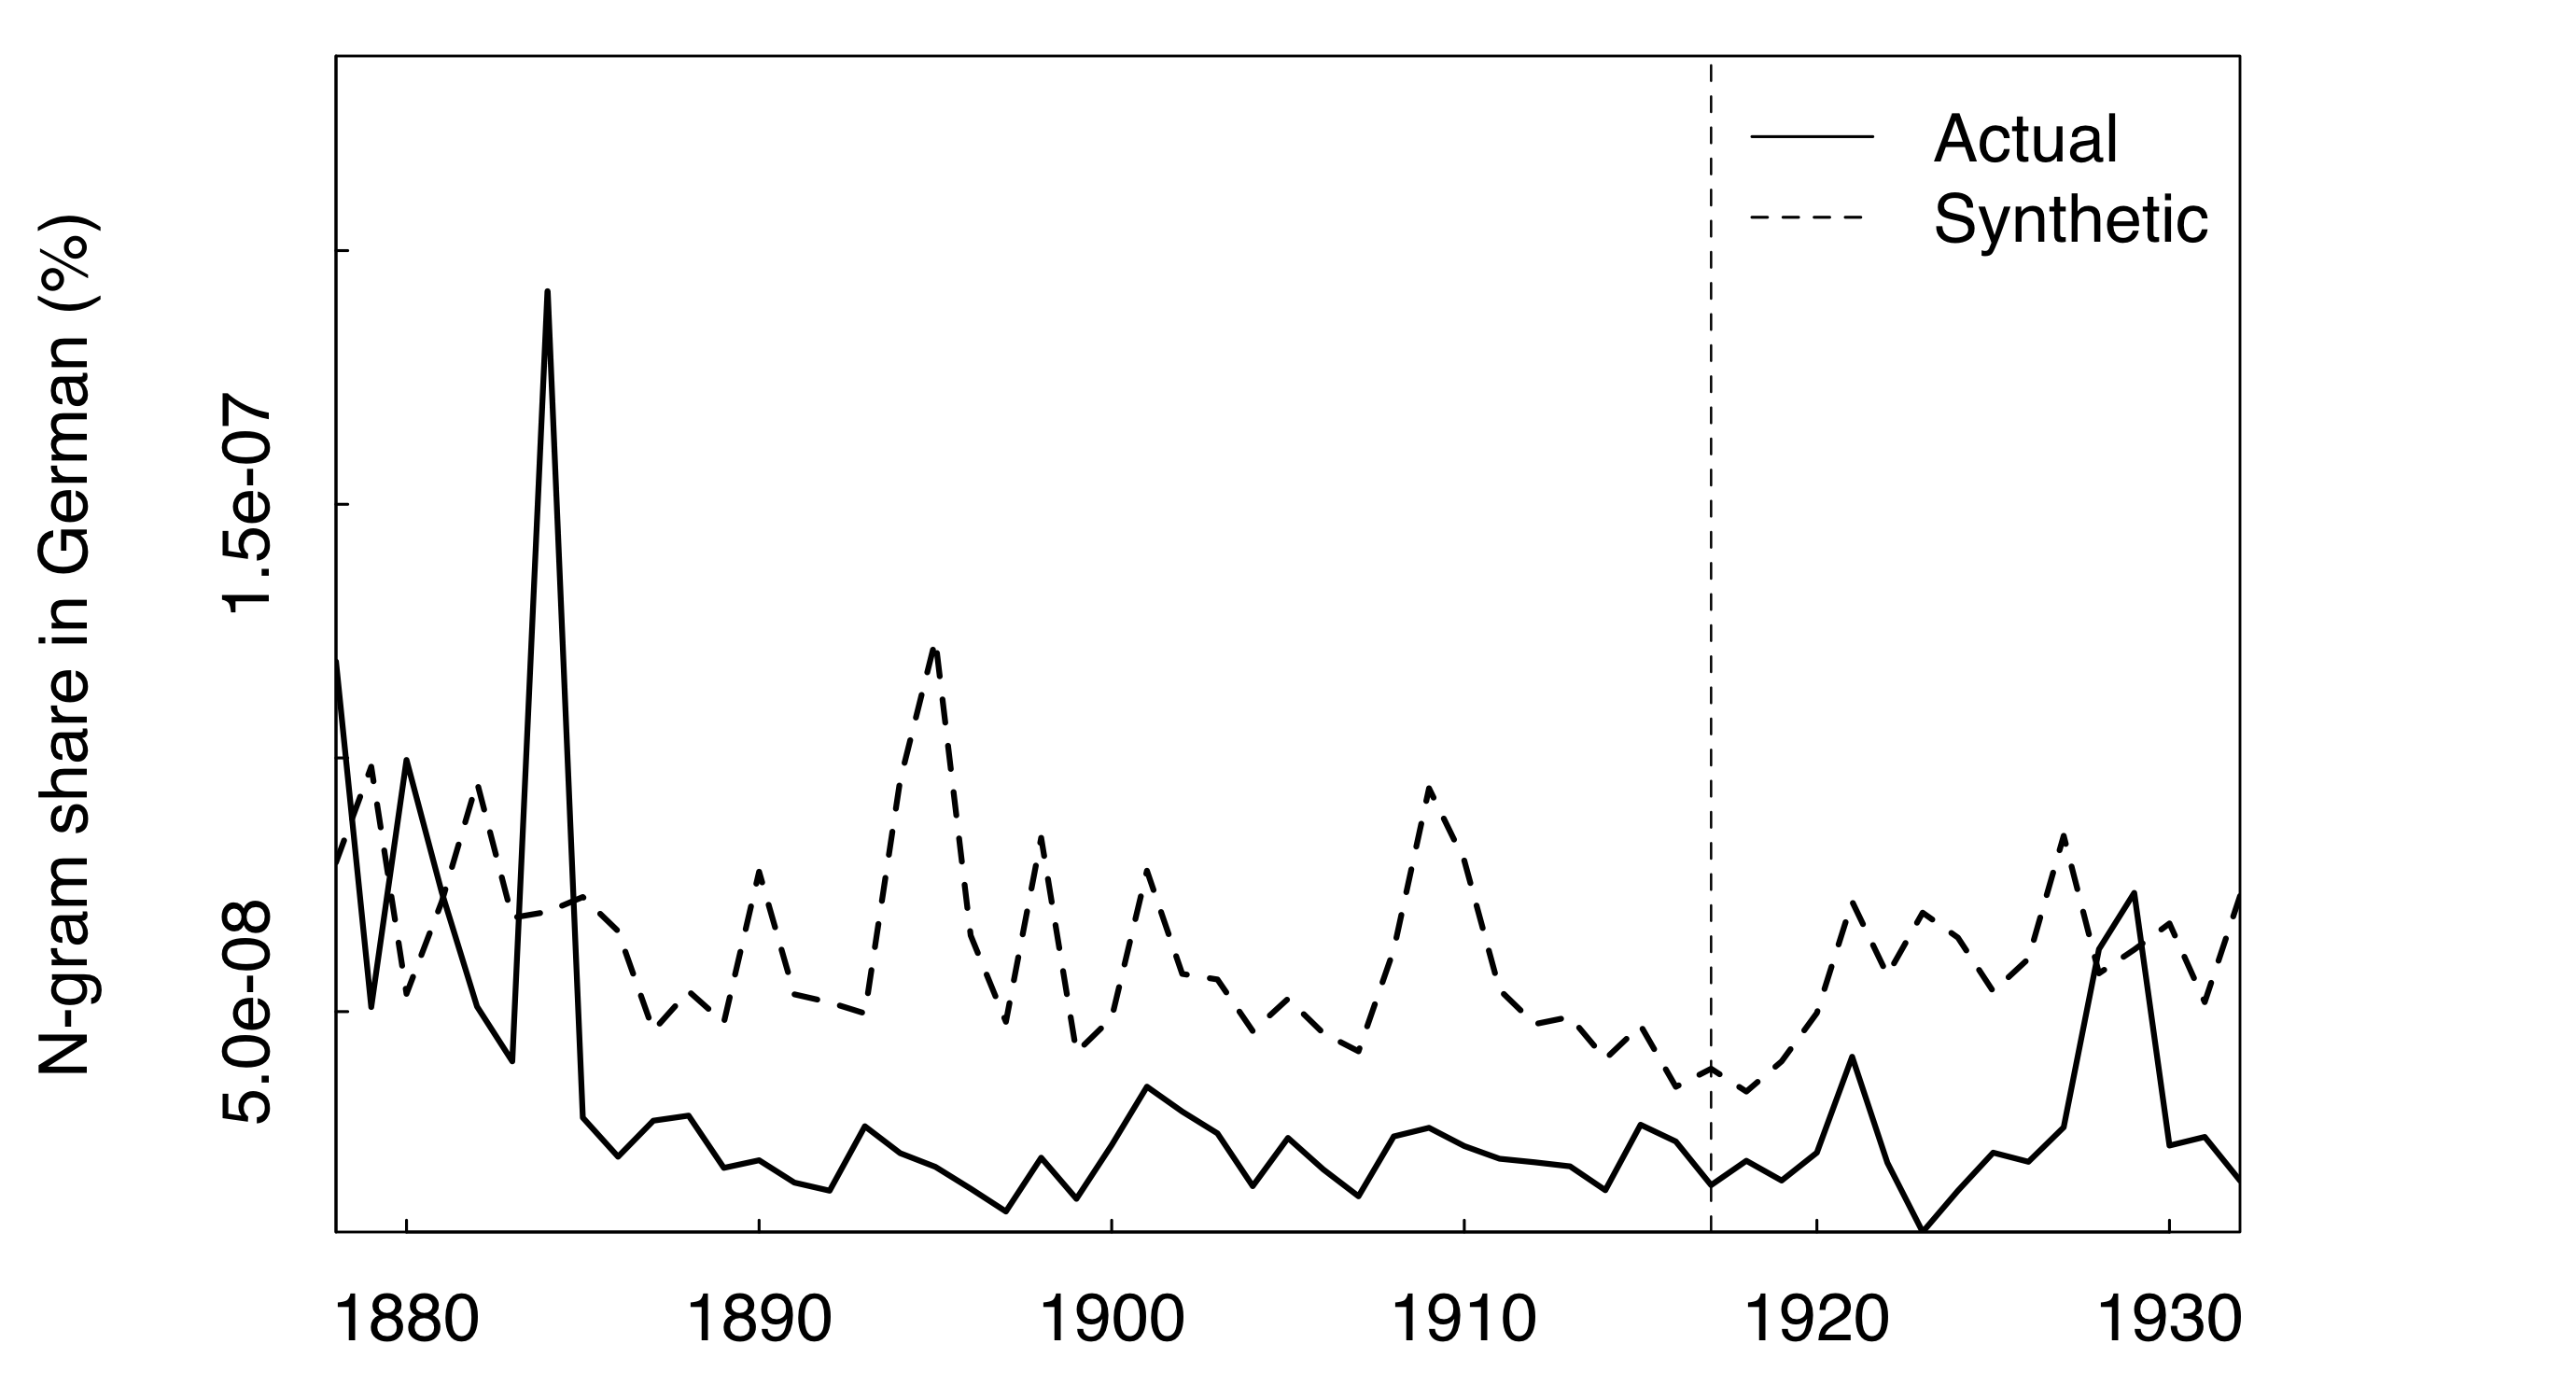 N-gram share in German (%)
1.5e-07
5.0e-08
Actual
Synthetic
1880 1890 1900 1910 1920 1930